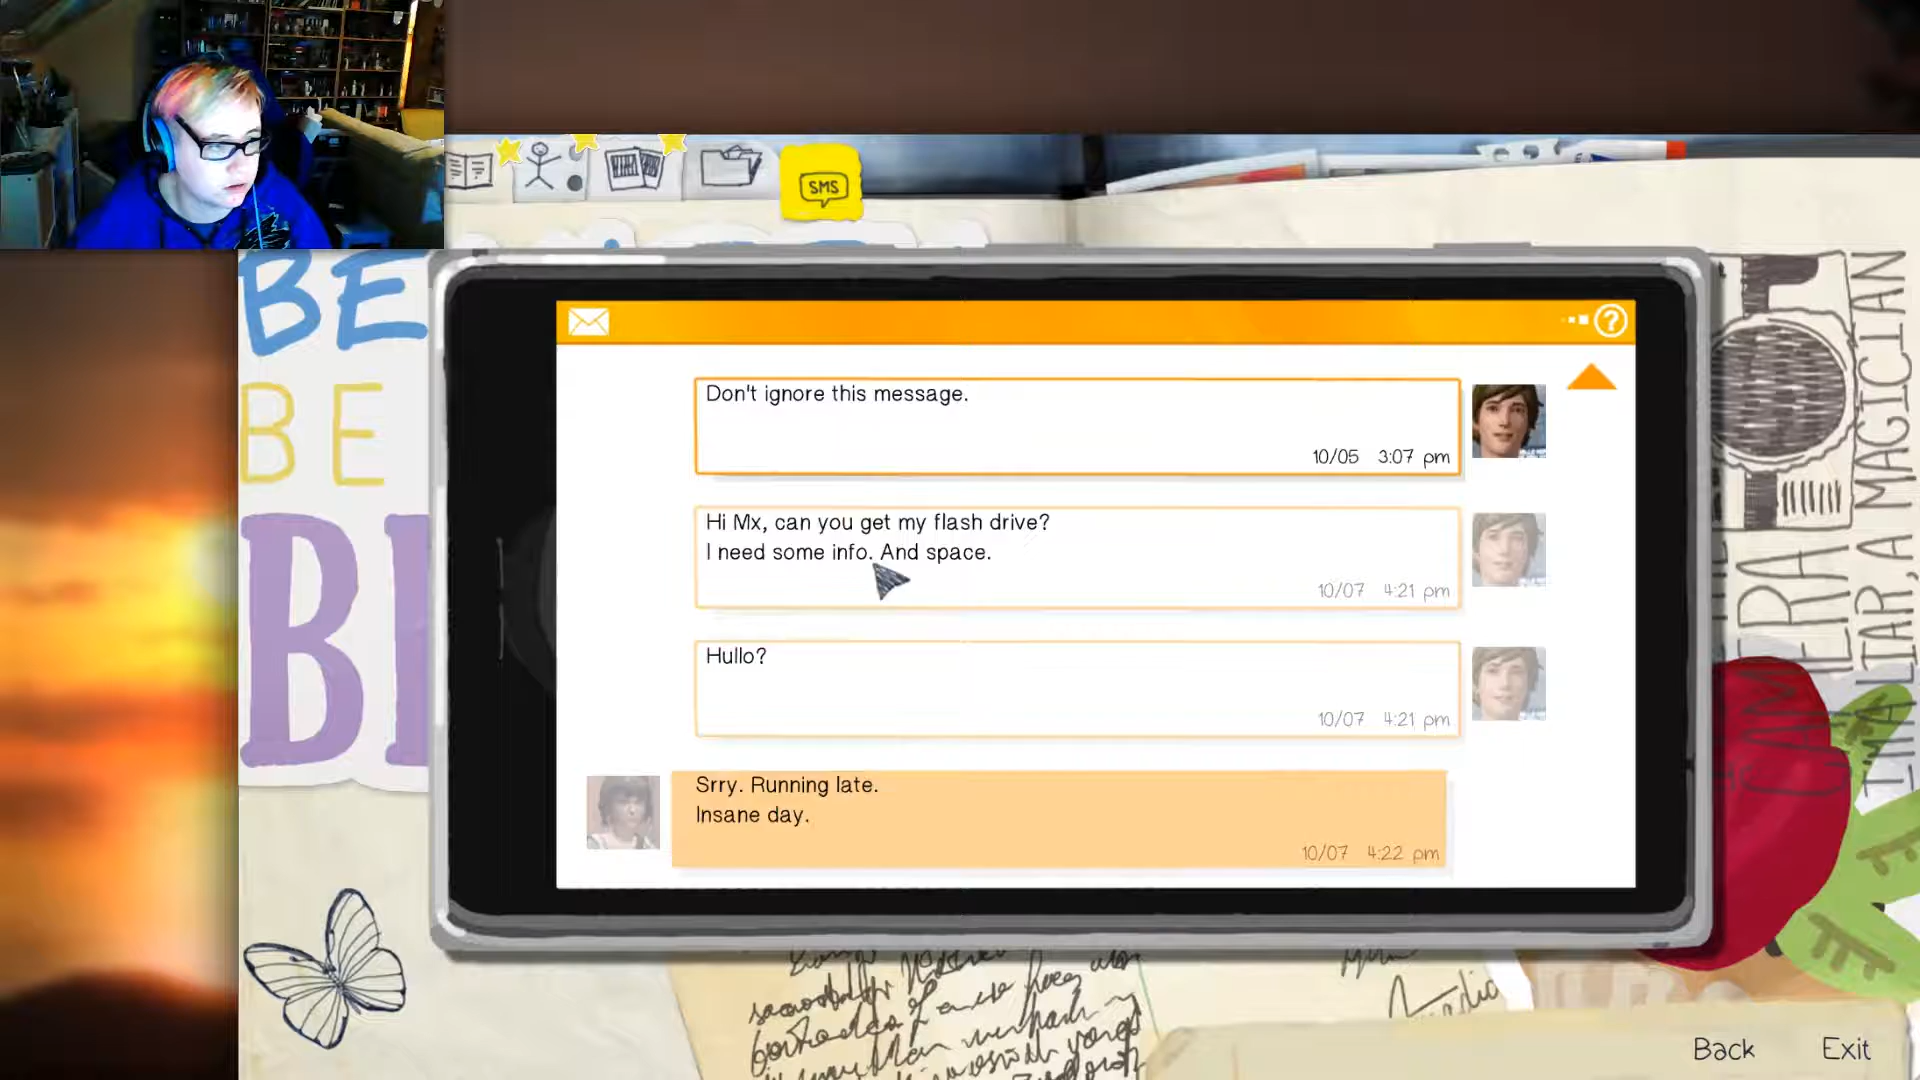 SMS
BE
BE
Don't ignore this message.
10/05 3:07 pm
Hi Mx, can you get my flash drive?
I need some info. And space.
10/07 4:21 pm
Hullo?
10/07 4:21 pm
Srry. Running late.
Insane day.
10/07 4:22 pm
?
LIAR, A MAGICIAN
Back
Exit